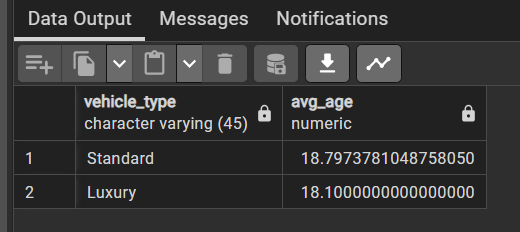 Data Output Messages Notifications
vehicle_type avg_age
character varying (45) numeric
1 Standard 18.7973781048758050
2 Luxury 18.1000000000000000